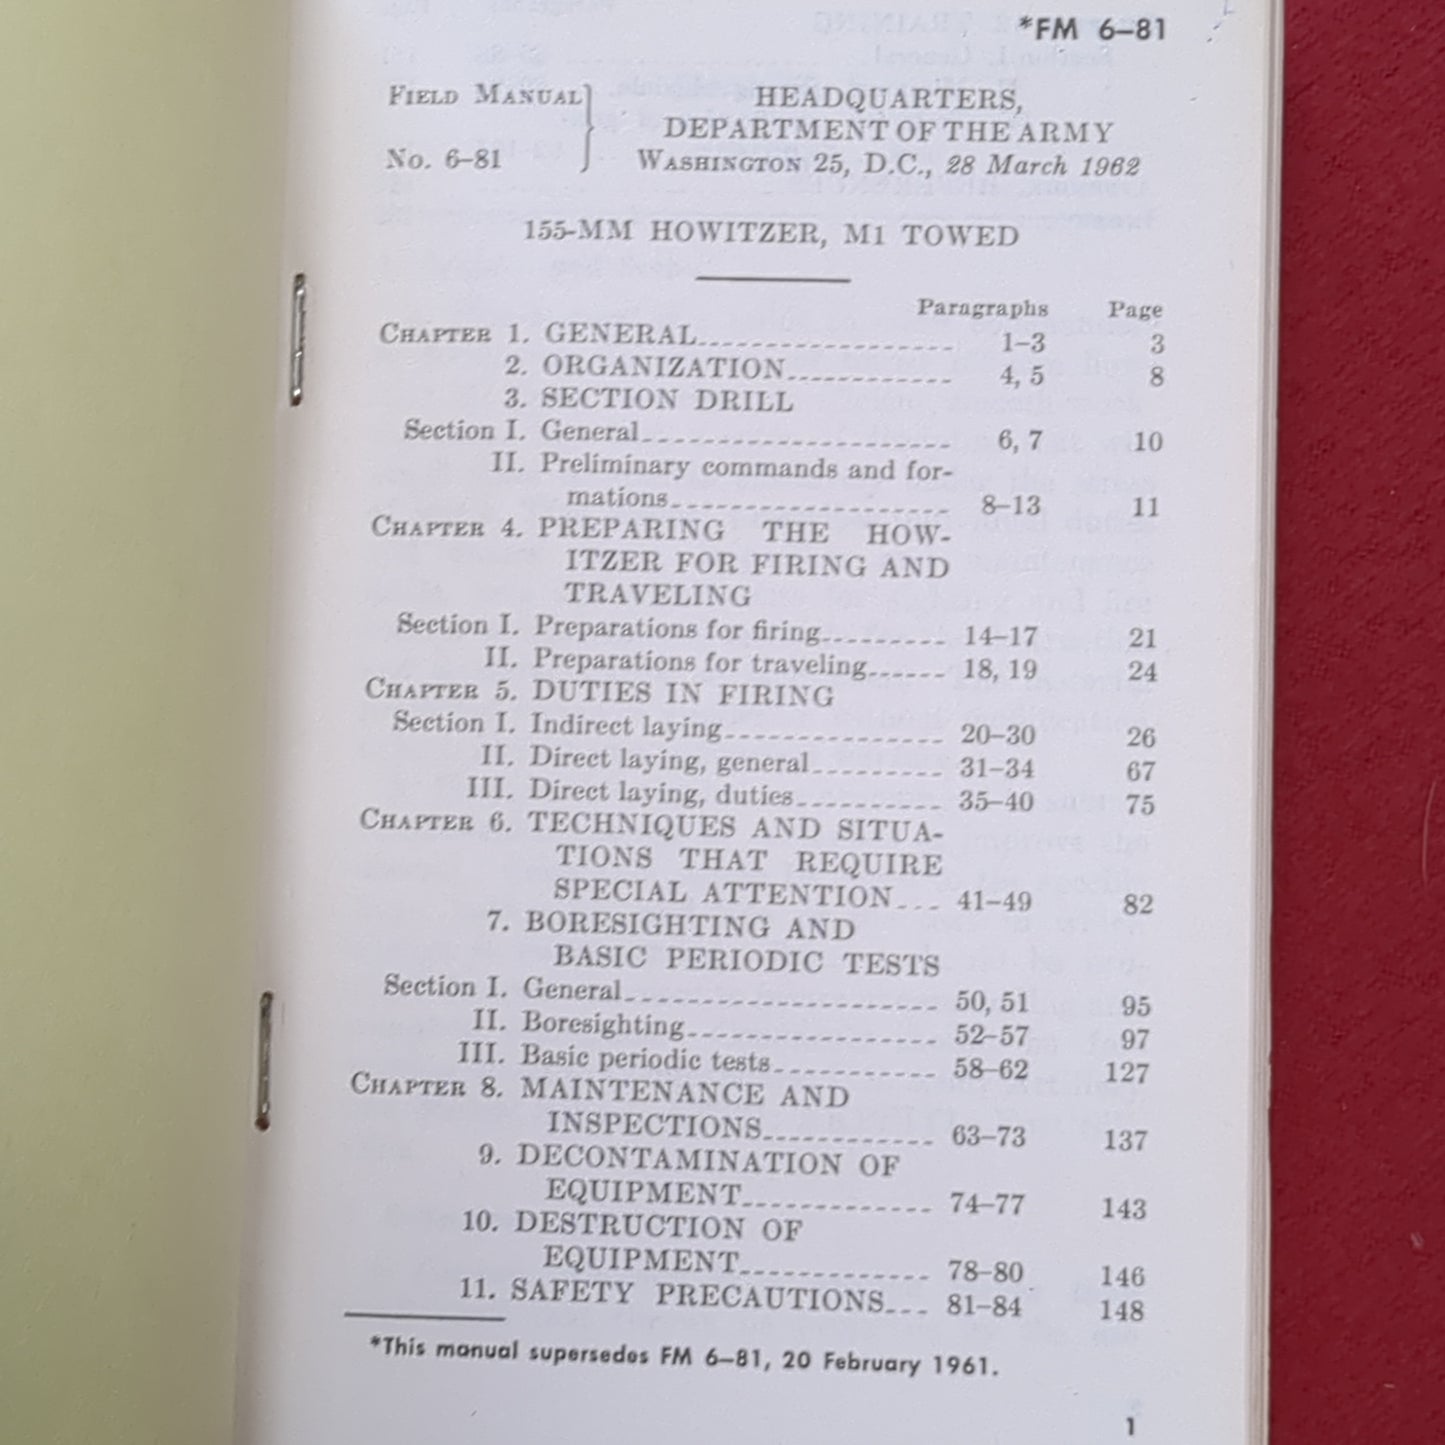 *FM 6–81
FIELD MANUAL
No. 6–81
HEADQUARTERS,
DEPARTMENT OF THE ARMY
WASHINGTON 25, D.C., 28 March 1962
155-MM HOWITZER, M1 TOWED
Paragraphs Page
CHAPTER 1. GENERAL 1–3 3
2. ORGANIZATION 4, 5 8
3. SECTION DRILL
Section I. General 6, 7 10
II. Preliminary commands and for-
mations 8–13 11
CHAPTER 4. PREPARING THE HOW-
ITZER FOR FIRING AND
TRAVELING
Section I. Preparations for firing 14–17 21
II. Preparations for traveling 18, 19 24
CHAPTER 5. DUTIES IN FIRING
Section I. Indirect laying 20–30 26
II. Direct laying, general 31–34 67
III. Direct laying, duties 35–40 75
CHAPTER 6. TECHNIQUES AND SITUA-
TIONS THAT REQUIRE
SPECIAL ATTENTION 41–49 82
7. BORESIGHTING AND
BASIC PERIODIC TESTS
Section I. General 50, 51 95
II. Boresighting 52–57 97
III. Basic periodic tests 58–62 127
CHAPTER 8. MAINTENANCE AND
INSPECTIONS 63–73 137
9. DECONTAMINATION OF
EQUIPMENT 74–77 143
10. DESTRUCTION OF
EQUIPMENT 78–80 146
11. SAFETY PRECAUTIONS 81–84 148
*This manual supersedes FM 6–81, 20 February 1961.
1